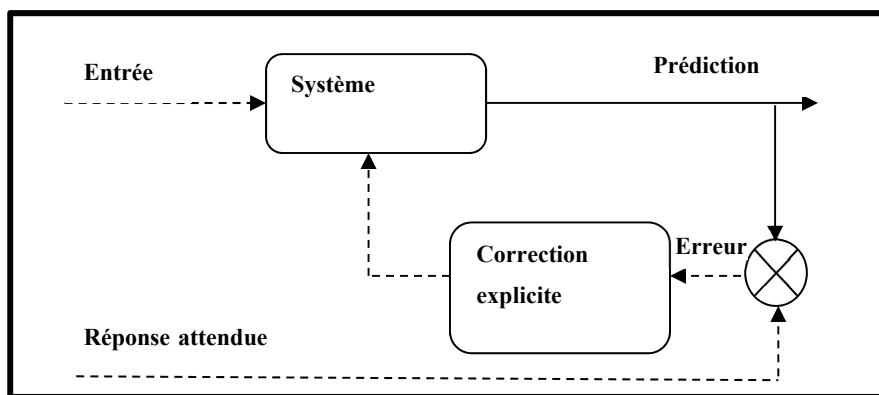 Entrée
Système
Prédiction
Correction
explicite
Erreur
Réponse attendue